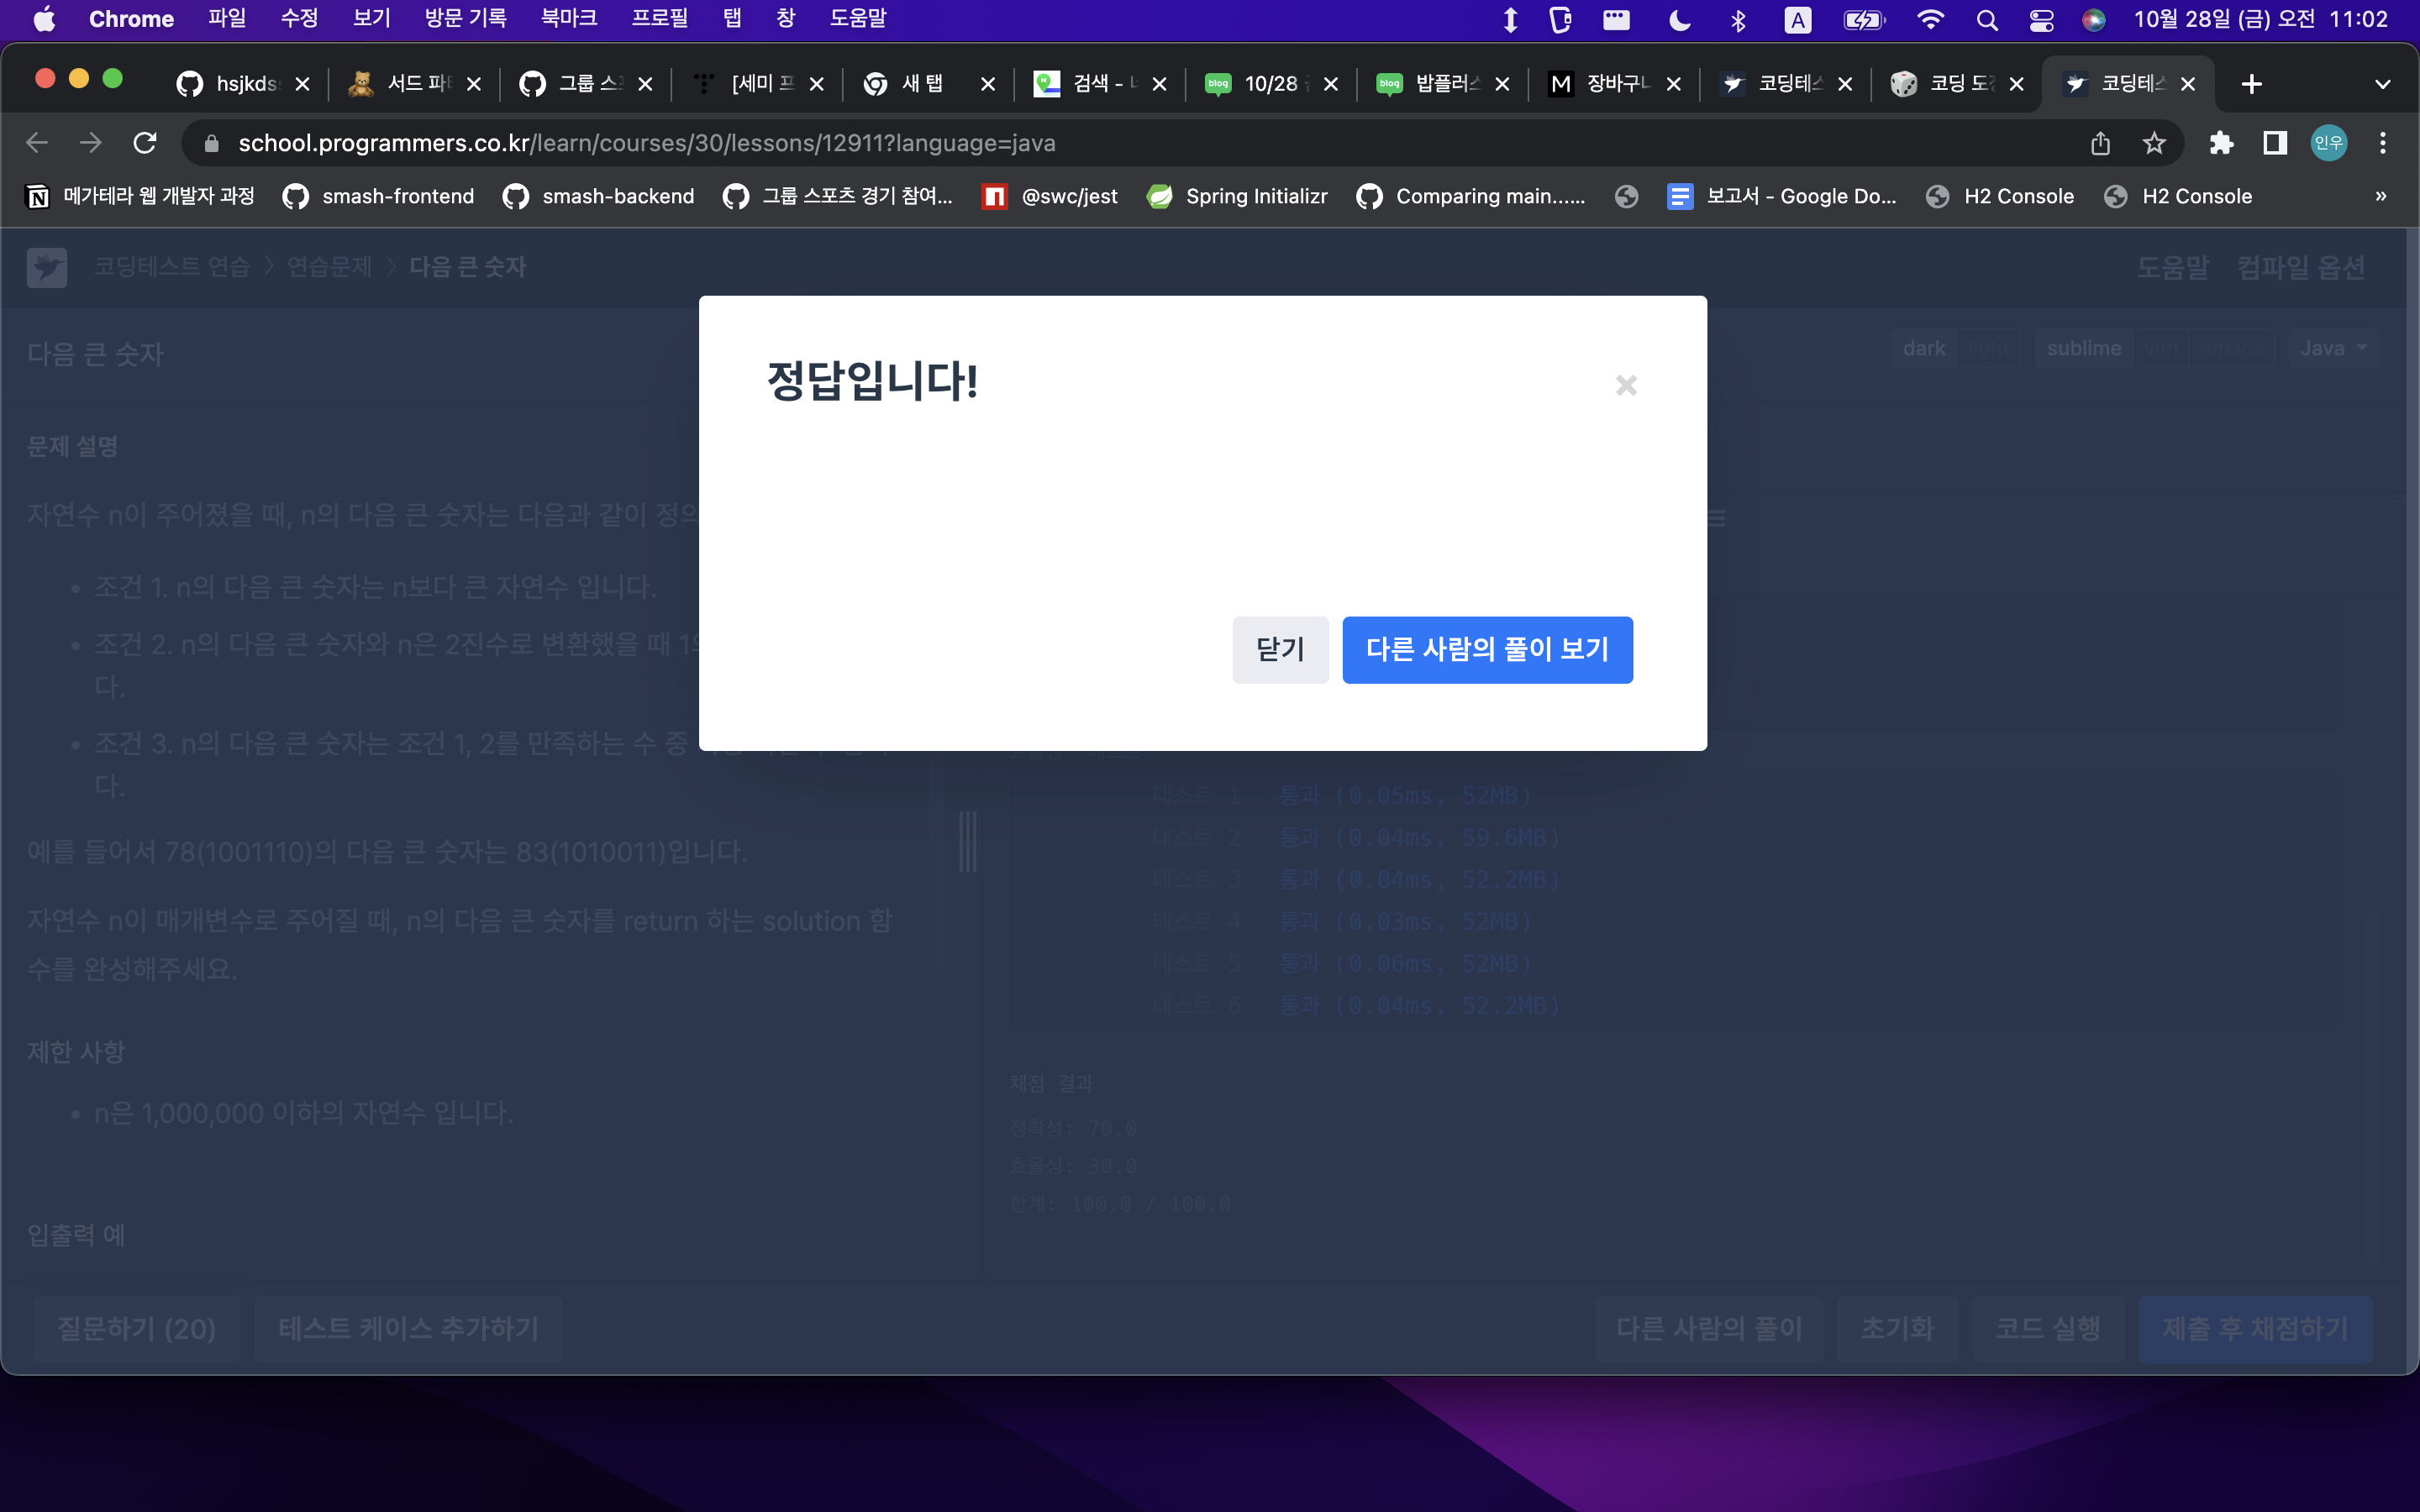 Chrome 파일 수정 보기 방문 기록 북마크 프로필 탭 창 도움말 A 10월 28일 (금) 오전 11:02
hsjkds 서드 파 그룹 스 [세미 프 새 탭 검색 - 10/28 밥플러스 M 장바구니 코딩테스 코딩 도 코딩테스
school.programmers.co.kr/learn/courses/30/lessons/12911?language=java 인우
메가테라 웹 개발자 과정 smash-frontend smash-backend 그룹 스포츠 경기 참여... @swc/jest Spring Initializr Comparing main...... 보고서 - Google Do... H2 Console H2 Console »
코딩테스트 연습 > 연습문제 > 다음 큰 숫자 도움말 컴파일 옵션
다음 큰 숫자 dark light sublime vim emacs Java
정답입니다!
×
닫기 다른 사람의 풀이 보기
문제 설명
자연수 n이 주어졌을 때, n의 다음 큰 숫자는 다음과 같이 정의
• 조건 1. n의 다음 큰 숫자는 n보다 큰 자연수 입니다.
• 조건 2. n의 다음 큰 숫자와 n은 2진수로 변환했을 때 1의
다.
• 조건 3. n의 다음 큰 숫자는 조건 1, 2를 만족하는 수 중
다.
예를 들어서 78(1001110)의 다음 큰 숫자는 83(1010011)입니다.
자연수 n이 매개변수로 주어질 때, n의 다음 큰 숫자를 return 하는 solution 함
수를 완성해주세요.
제한 사항
• n은 1,000,000 이하의 자연수 입니다.
입출력 예
테스트 1 통과 (0.05ms, 52MB)
테스트 2 통과 (0.04ms, 59.6MB)
테스트 3 통과 (0.04ms, 52.2MB)
테스트 4 통과 (0.03ms, 52MB)
테스트 5 통과 (0.06ms, 52MB)
테스트 6 통과 (0.04ms, 52.2MB)
채점 결과
정확성: 70.0
효율성: 30.0
합계: 100.0 / 100.0
질문하기 (20) 테스트 케이스 추가하기 다른 사람의 풀이 초기화 코드 실행 제출 후 채점하기